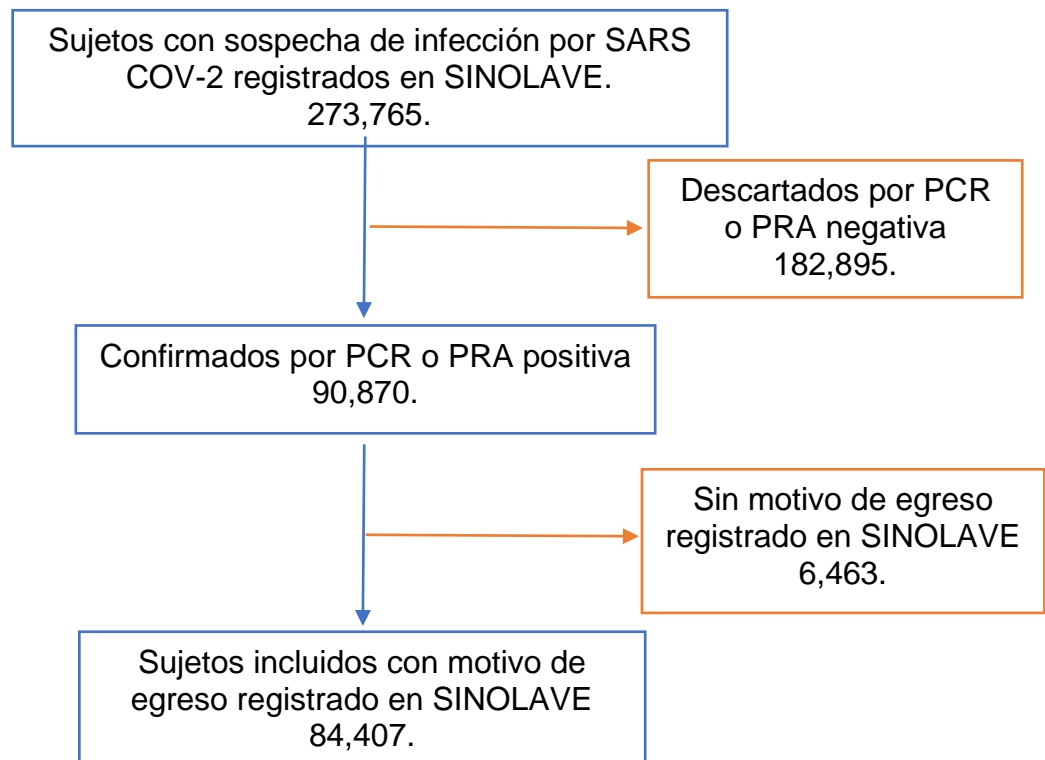 Sujetos con sospecha de infección por SARS
COV-2 registrados en SINOLAVE.
273,765.
Descartados por PCR
o PRA negativa
182,895.
Confirmados por PCR o PRA positiva
90,870.
Sin motivo de egreso
registrado en SINOLAVE
6,463.
Sujetos incluidos con motivo de
egreso registrado en SINOLAVE
84,407.